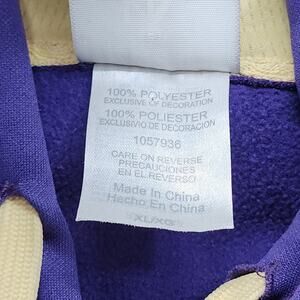 100% POLYESTER
EXCLUSIVE OF DECORATION
100% POLIESTER
EXCLUSIVO DE DECORACION
1057936
CARE ON REVERSE
PRECAUCIONES
EN EL REVERSO
Made In China
Hecho En China
XL/XG